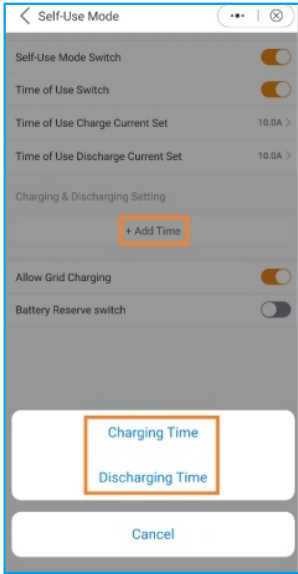 Self-Use Mode
Self-Use Mode Switch
Time of Use Switch
Time of Use Charge Current Set 10.0A
Time of Use Discharge Current Set 10.0A
Charging & Discharging Setting
+ Add Time
Allow Grid Charging
Battery Reserve switch
Charging Time
Discharging Time
Cancel